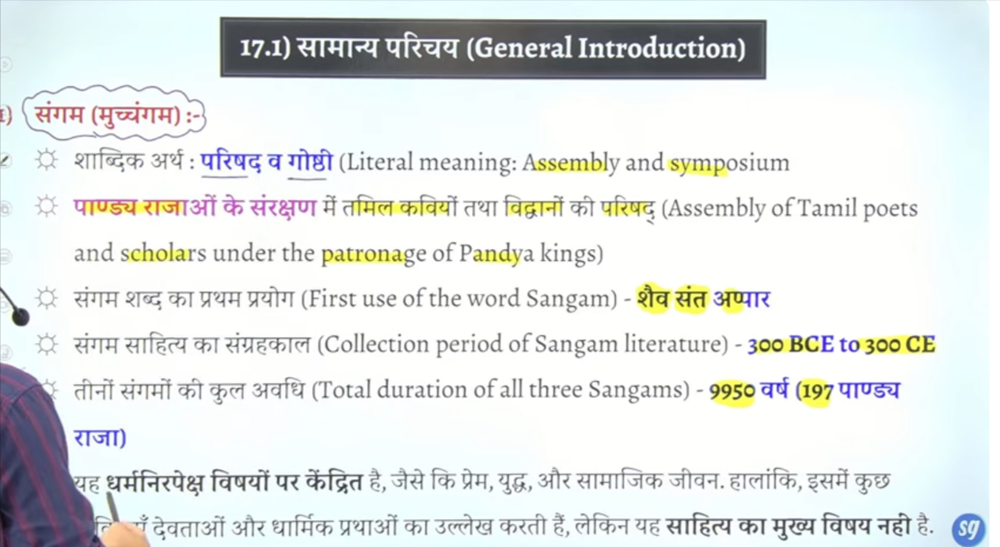 17.1) सामान्य परिचय (General Introduction)
1) संगम (मुच्चंगम) :-
शाब्दिक अर्थ : परिषद व गोष्ठी (Literal meaning: Assembly and symposium
पाण्ड्य राजाओं के संरक्षण में तमिल कवियों तथा विद्वानों की परिषद् (Assembly of Tamil poets
and scholars under the patronage of Pandya kings)
संगम शब्द का प्रथम प्रयोग (First use of the word Sangam) - शैव संत अप्पार
संगम साहित्य का संग्रहकाल (Collection period of Sangam literature) - 300 BCE to 300 CE
तीनों संगमों की कुल अवधि (Total duration of all three Sangams) - 9950 वर्ष (197 पाण्ड्य
राजा)
यह धर्मनिरपेक्ष विषयों पर केंद्रित है, जैसे कि प्रेम, युद्ध, और सामाजिक जीवन. हालांकि, इसमें कुछ
देवताओं और धार्मिक प्रथाओं का उल्लेख करती हैं, लेकिन यह साहित्य का मुख्य विषय नही है.
sg